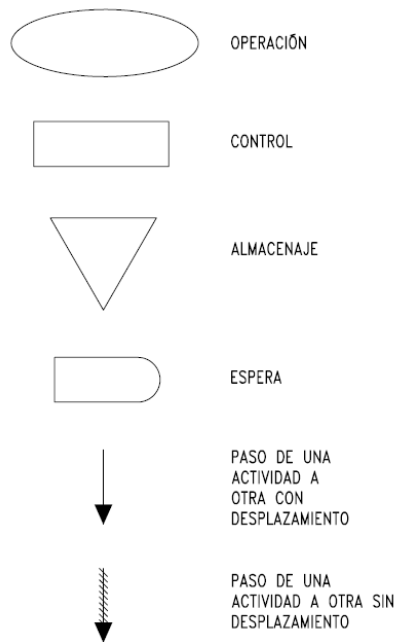 OPERACIÓN
CONTROL
ALMACENAJE
ESPERA
PASO DE UNA
ACTIVIDAD A
OTRA CON
DESPLAZAMIENTO
PASO DE UNA
ACTIVIDAD A OTRA SIN
DESPLAZAMIENTO